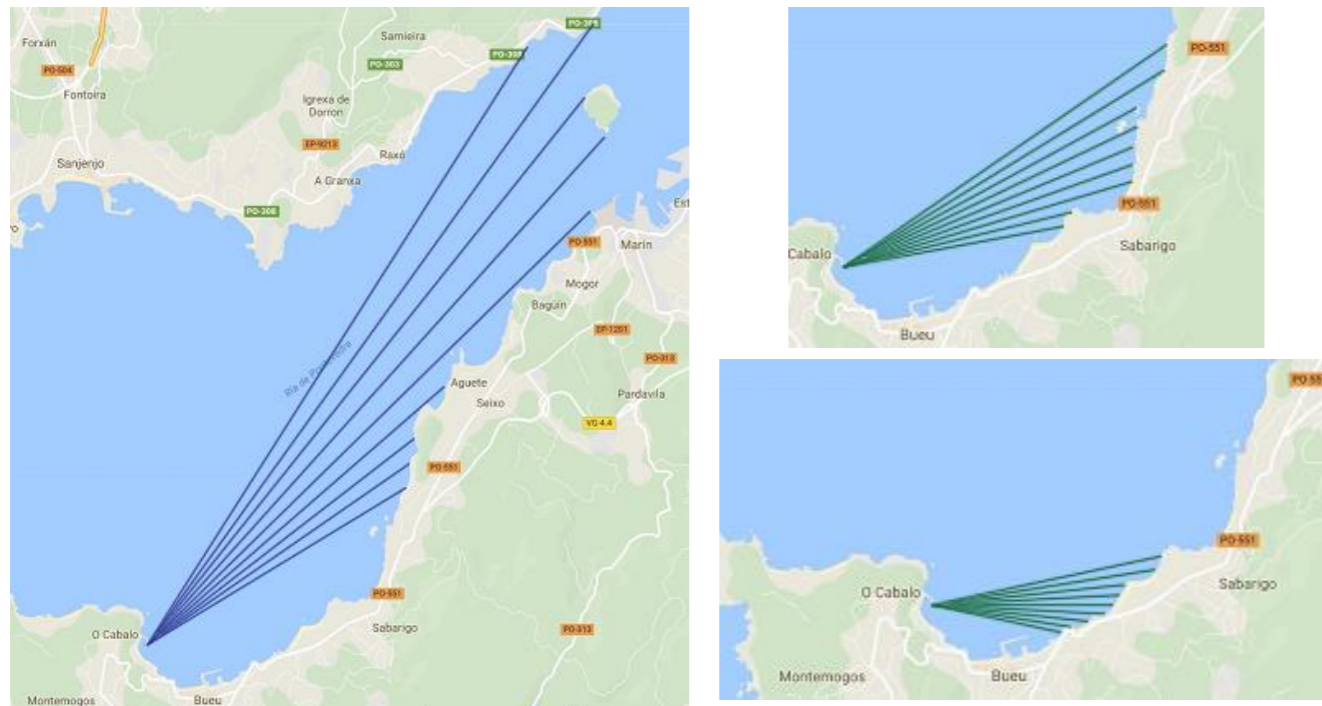 PO-308
Forxán
Samieira
PO-308
PO-303
PO-504
Fontoira
Igrexa de
Dorron
EP-9213
Raxó
Sanjenjo
A Granxa
PO-308
PO-551
Marín
Mogor
Baguin
EP-1201
PO-313
Ría de Pontevedra
Aguete
Seixo
Pardavila
VG-4.4
PO-551
PO-551
O Cabalo
Sabarigo
PO-313
Montemogos
Bueu
PO-551
PO-551
Cabalo
Sabarigo
Bueu
PO-551
O Cabalo
Sabarigo
Montemogos
Bueu